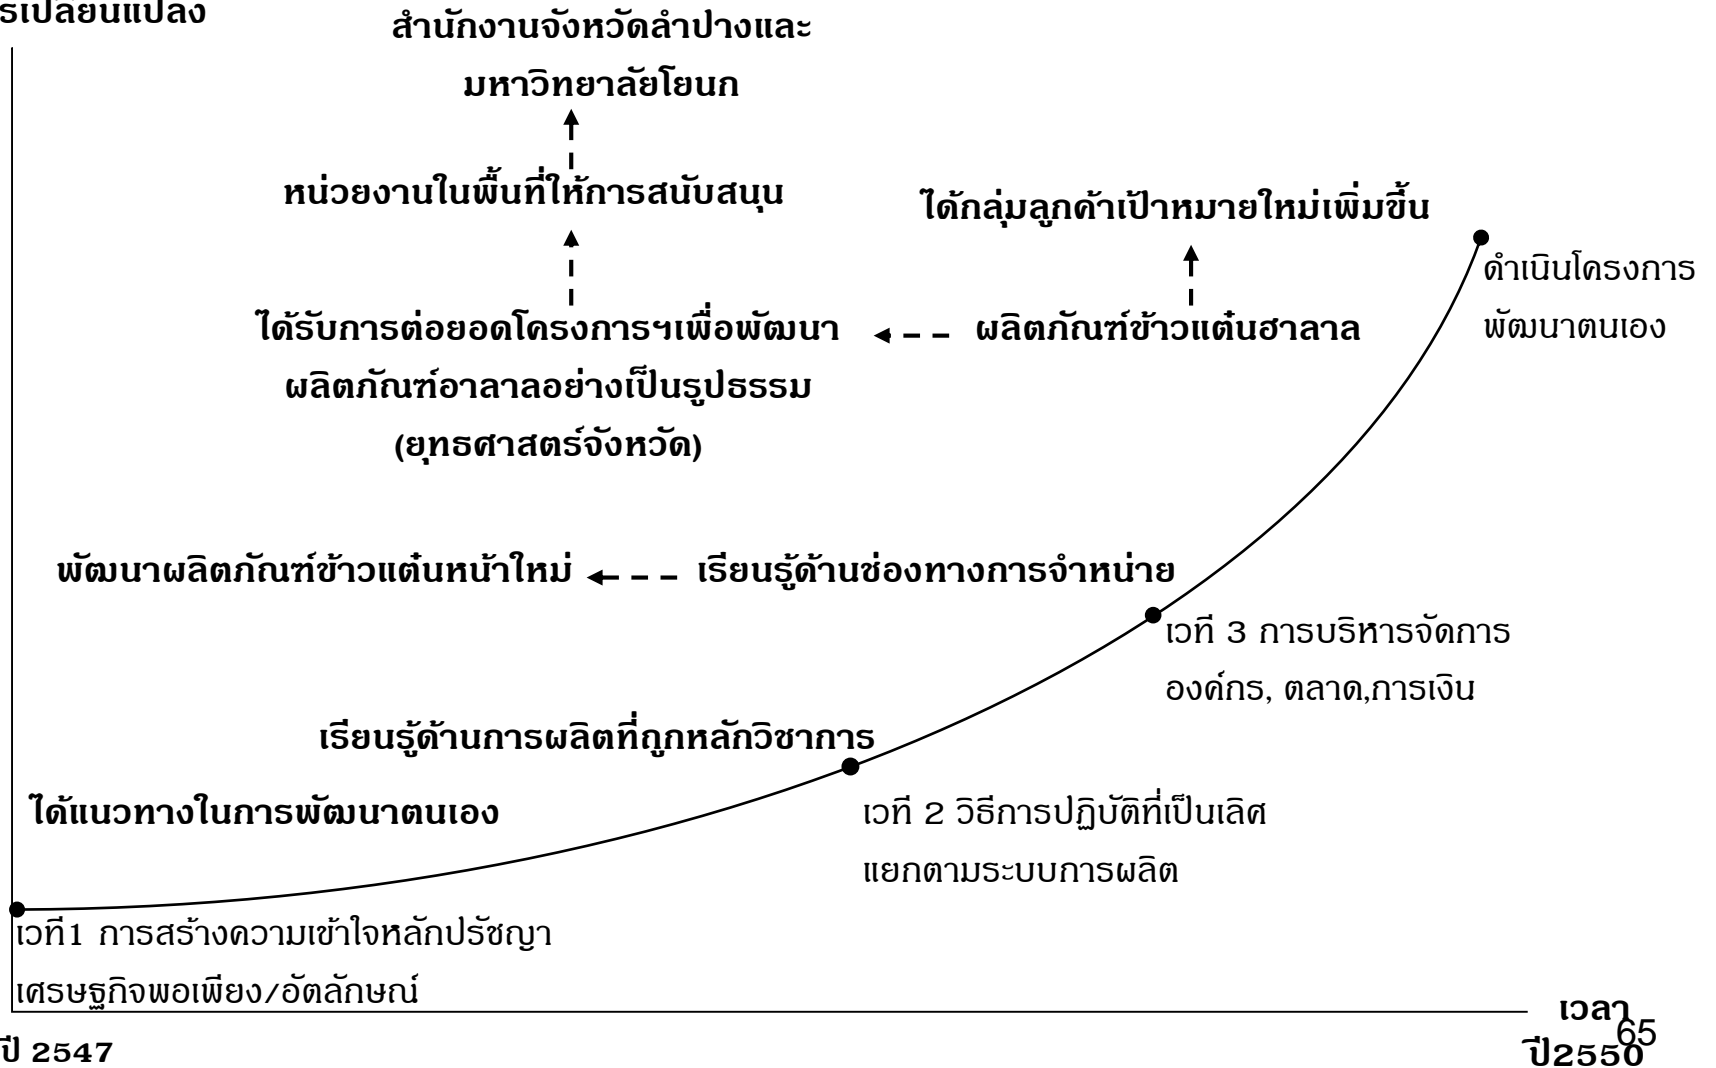 รเปลี่ยนแปลง
สำนักงานจังหวัดลำปางและ
มหาวิทยาลัยโยนก
หน่วยงานในพื้นที่ให้การสนับสนุน
ได้กลุ่มลูกค้าเป้าหมายใหม่เพิ่มขึ้น
ดำเนินโครงการ
พัฒนาตนเอง
ได้รับการต่อยอดโครงการฯเพื่อพัฒนา
ผลิตภัณฑ์อาลาลอย่างเป็นรูปธรรม
(ยุทธศาสตร์จังหวัด)
ผลิตภัณฑ์ข้าวแต๋นฮาลาล
พัฒนาผลิตภัณฑ์ข้าวแต๋นหน้าใหม่
เรียนรู้ด้านช่องทางการจำหน่าย
เวที 3 การบริหารจัดการ
องค์กร, ตลาด,การเงิน
เรียนรู้ด้านการผลิตที่ถูกหลักวิชาการ
ได้แนวทางในการพัฒนาตนเอง
เวที 2 วิธีการปฏิบัติที่เป็นเลิศ
แยกตามระบบการผลิต
เวที1 การสร้างความเข้าใจหลักปรัชญา
เศรษฐกิจพอเพียง/อัตลักษณ์
เวลา
65
ปี 2547
ปี2550